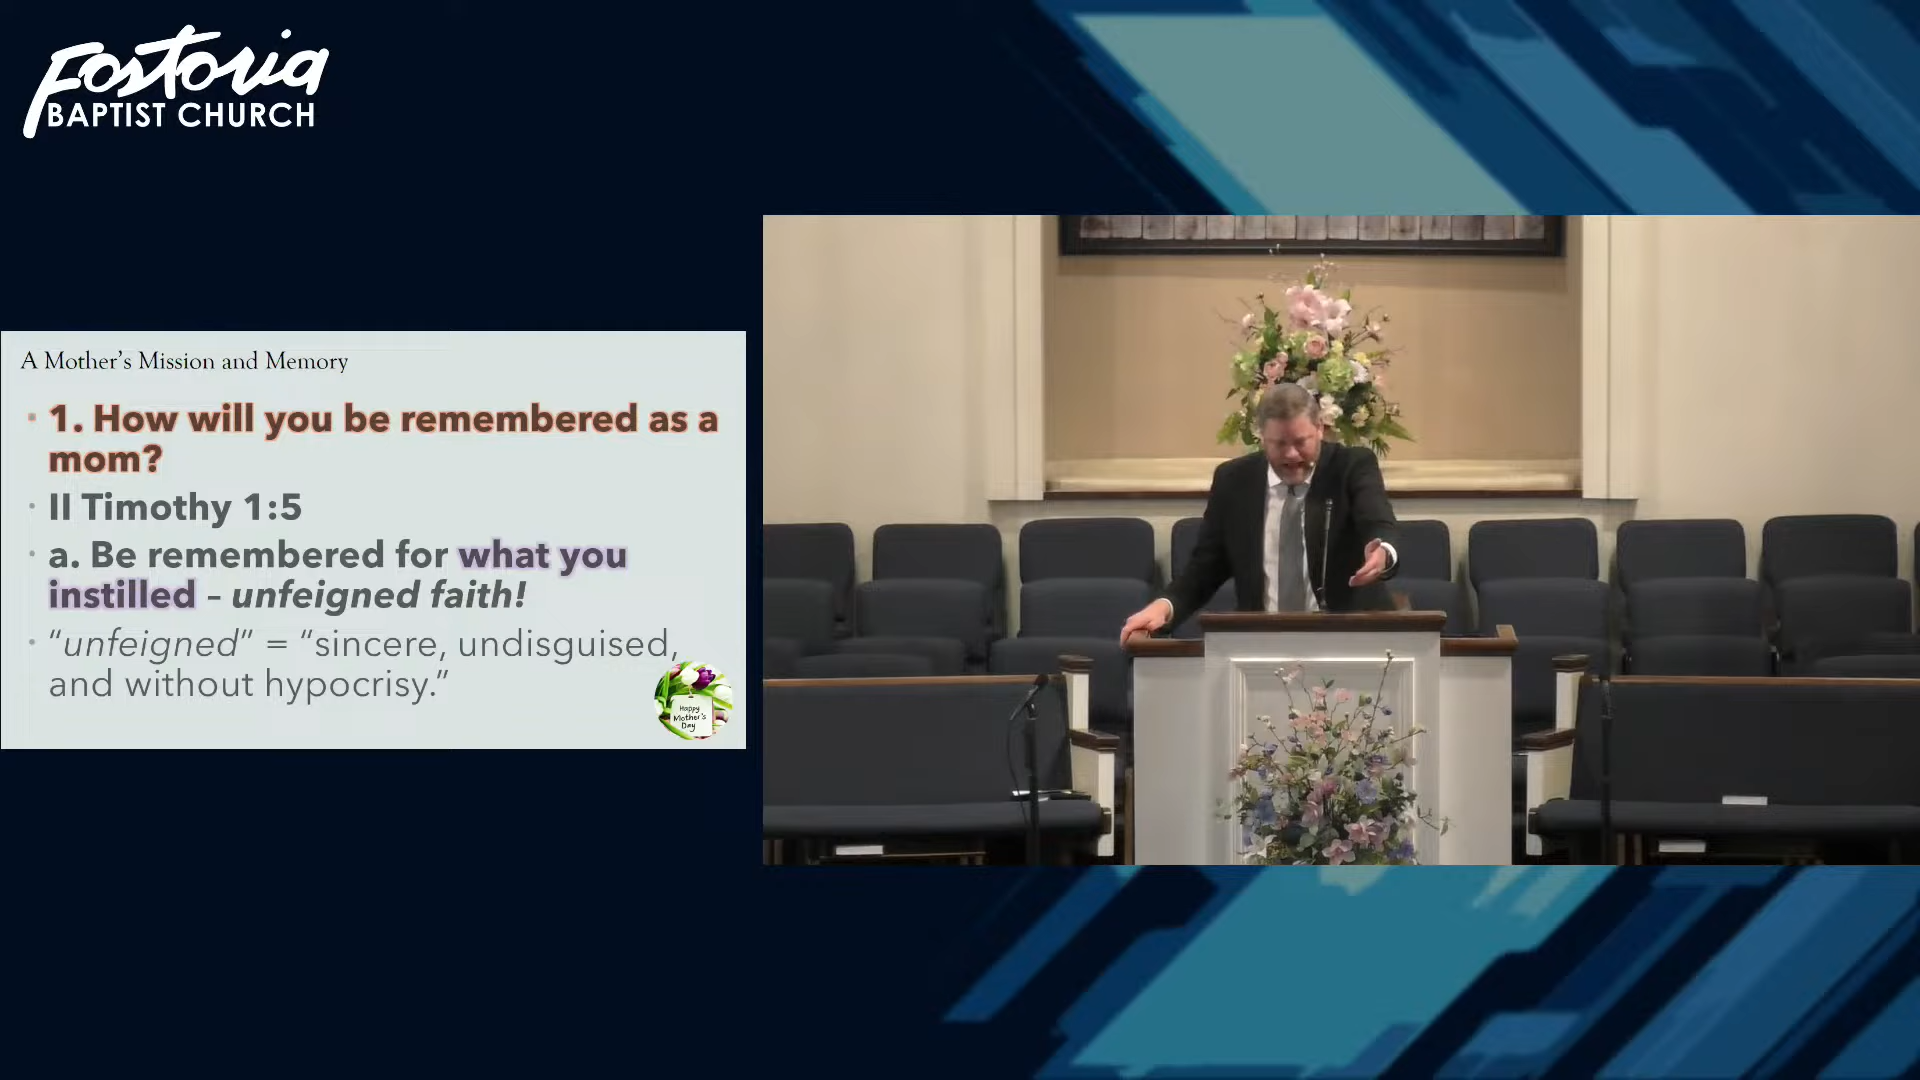 Fostoria
BAPTIST CHURCH
A Mother's Mission and Memory
1. How will you be remembered as a
mom?
II Timothy 1:5
a. Be remembered for what you
instilled – unfeigned faith!
"unfeigned" = "sincere, undisguised,
and without hypocrisy."
Happy
Mother's
Day